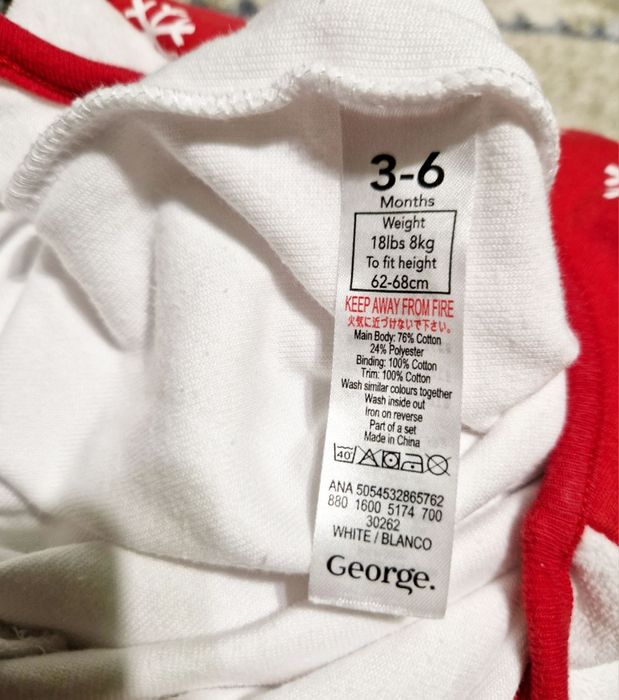 3-6
Months
Weight
18lbs 8kg
To fit height
62-68cm
KEEP AWAY FROM FIRE
火気に近づけないで下さい。
Main Body: 76% Cotton
24% Polyester
Binding: 100% Cotton
Trim: 100% Cotton
Wash similar colours together
Wash inside out
Iron on reverse
Part of a set
Made in China
40°
ANA 5054532865762
880 1600 5174 700
30262
WHITE / BLANCO
George.